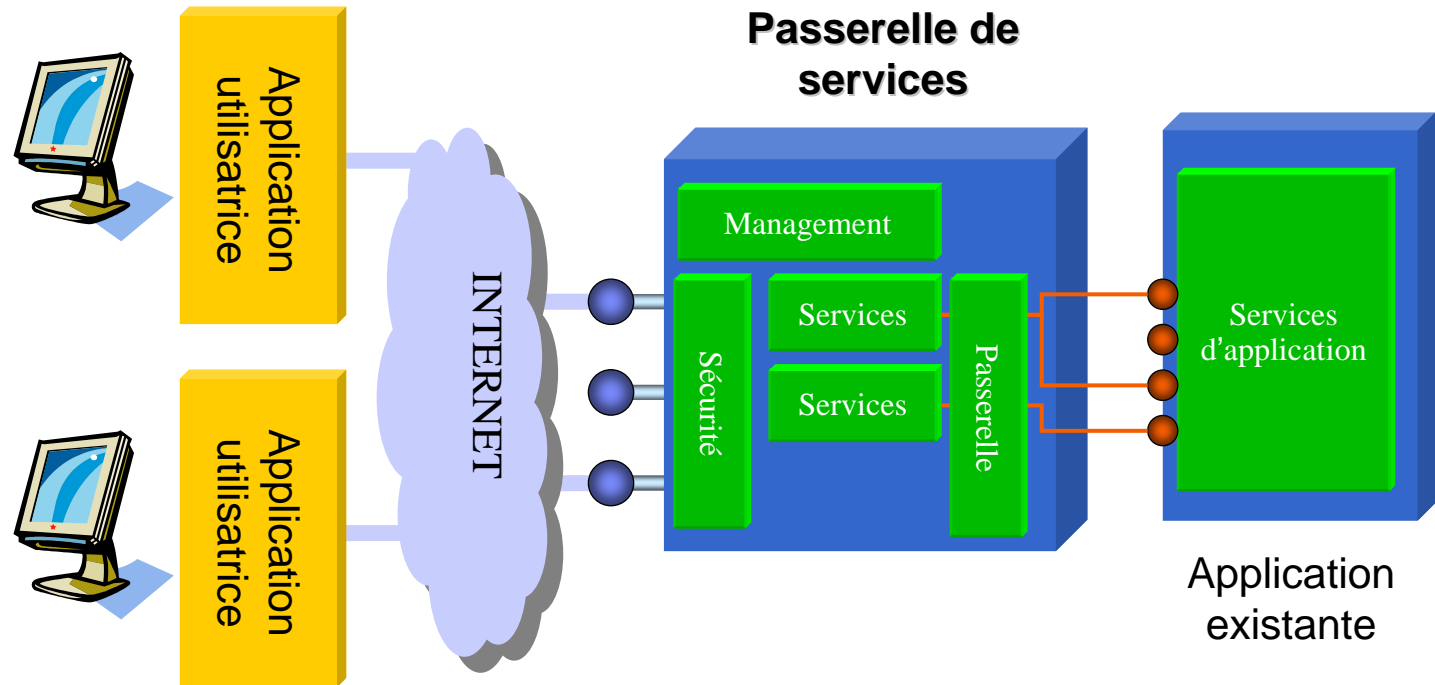 Passerelle de
services
Application
utilisatrice
Application
utilisatrice
INTERNET
Management
Sécurité
Services
Services
Passerelle
Services
d’application
Application
existante